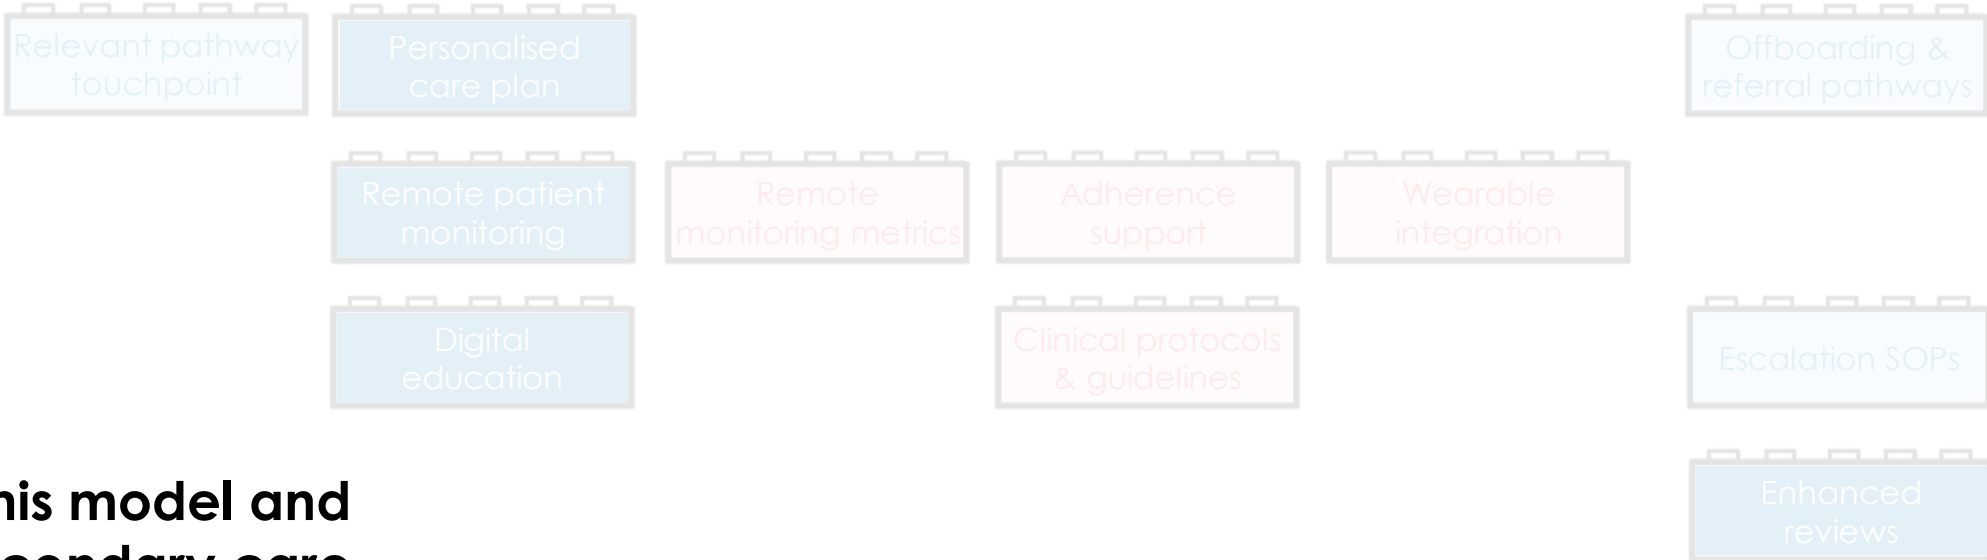 Relevant pathway
touchpoint
Personalised
care plan
Offboarding &
referral pathways
Remote patient
monitoring
Remote
monitoring metrics
Adherence
support
Wearable
integration
Digital
education
Clinical protocols
& guidelines
Escalation SOPs
Enhanced
reviews
model and
care